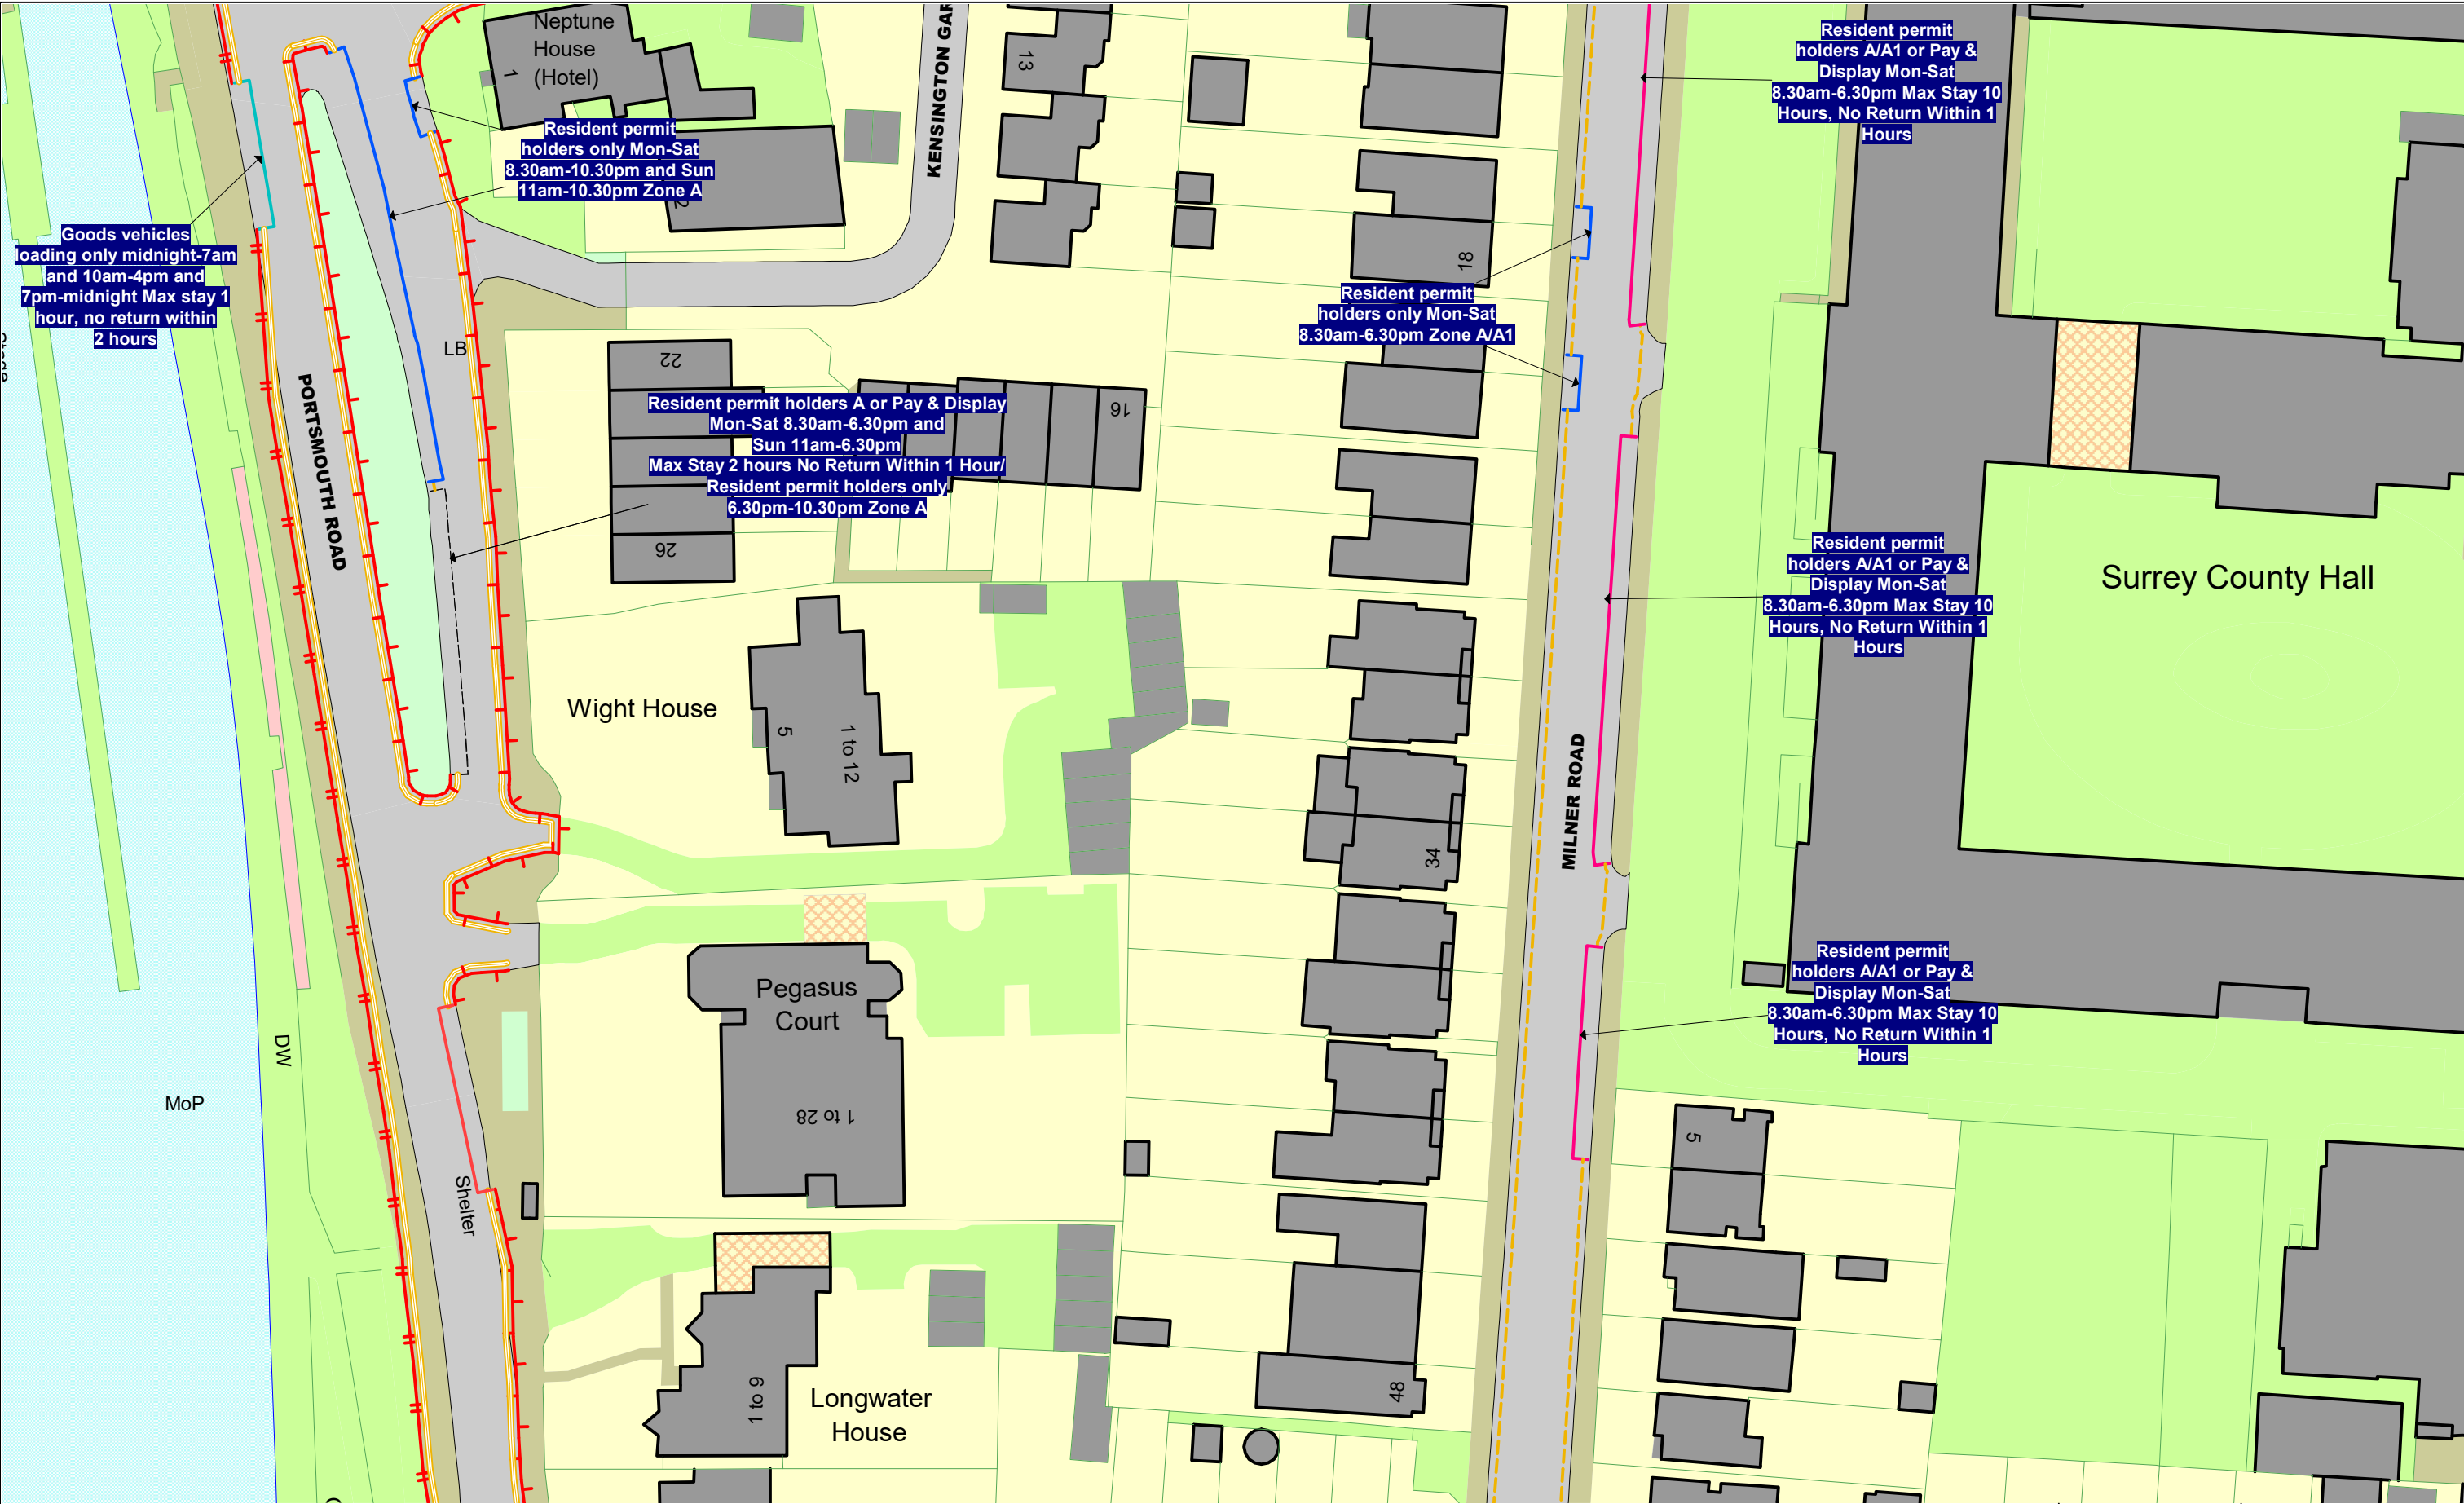 Neptune
House
(Hotel)
1
2
KENSINGTON GAR
13
Resident permit
holders only Mon-Sat
8.30am-10.30pm and Sun
11am-10.30pm Zone A
Goods vehicles
loading only midnight-7am
and 10am-4pm and
7pm-midnight Max stay 1
hour, no return within
2 hours
Resident permit
holders A/A1 or Pay &
Display Mon-Sat
8.30am-6.30pm Max Stay 10
Hours, No Return Within 1
Hours
18
Resident permit
holders only Mon-Sat
8.30am-6.30pm Zone A/A1
LB
PORTSMOUTH ROAD
22
16
26
Resident permit holders A or Pay & Display
Mon-Sat 8.30am-6.30pm and
Sun 11am-6.30pm
Max Stay 2 hours No Return Within 1 Hour/
Resident permit holders only
6.30pm-10.30pm Zone A
Resident permit
holders A/A1 or Pay &
Display Mon-Sat
8.30am-6.30pm Max Stay 10
Hours, No Return Within 1
Hours
Surrey County Hall
Wight House
5
1 to 12
MILNER ROAD
34
Pegasus
Court
1 to 28
Resident permit
holders A/A1 or Pay &
Display Mon-Sat
8.30am-6.30pm Max Stay 10
Hours, No Return Within 1
Hours
DW
MoP
Shelter
5
1 to 9
Longwater
House
48